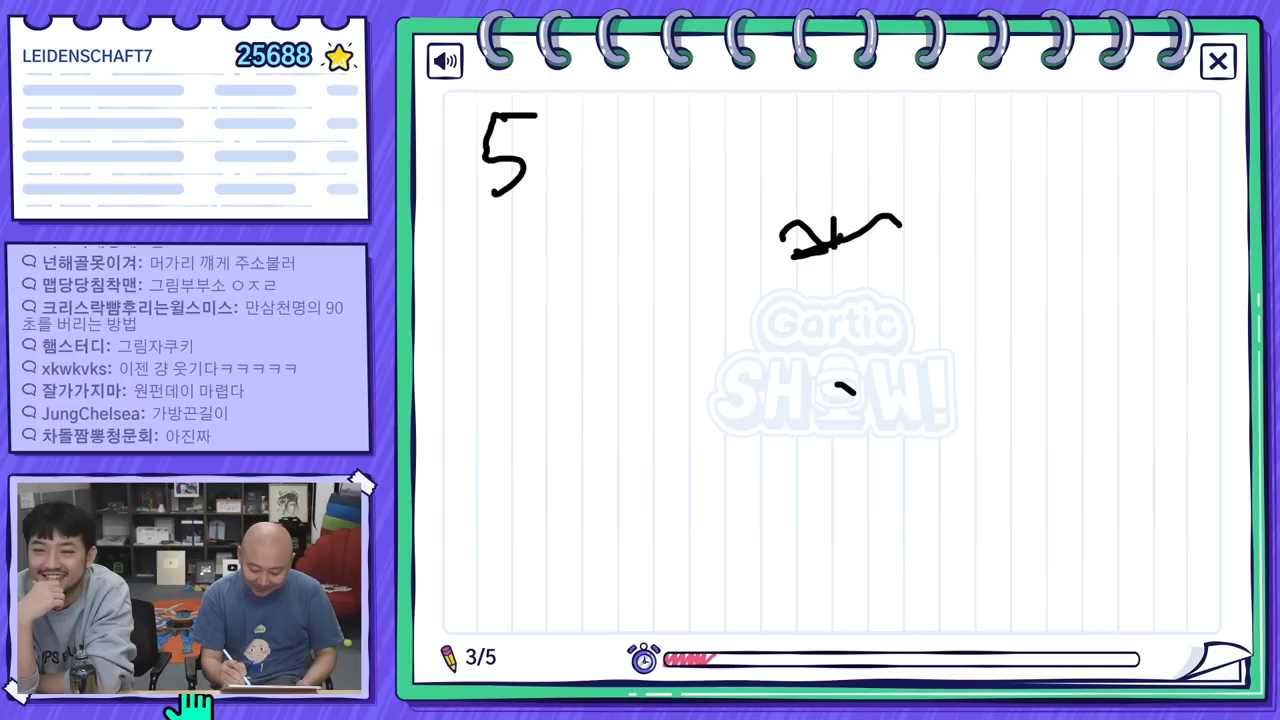 LEIDENSCHAFT7 25688
5
넌해골못이겨: 머가리 꺠게 주소불러
맵당당침착맨: 그림부부소 ㅇㅈㄹ
크리스락뺨후리는윌스미스: 만삼천명의 90
초를 버리는 방법
햄스터디: 그림자쿠키
xkwkvks: 이젠 걍 웃기다ㅋㅋㅋㅋㅋ
잘가가지마: 원펀데이 마렵다
JungChelsea: 가방끈길이
차돌짬뽕청문회: 아진짜
Gartic
SHOW!
3/5